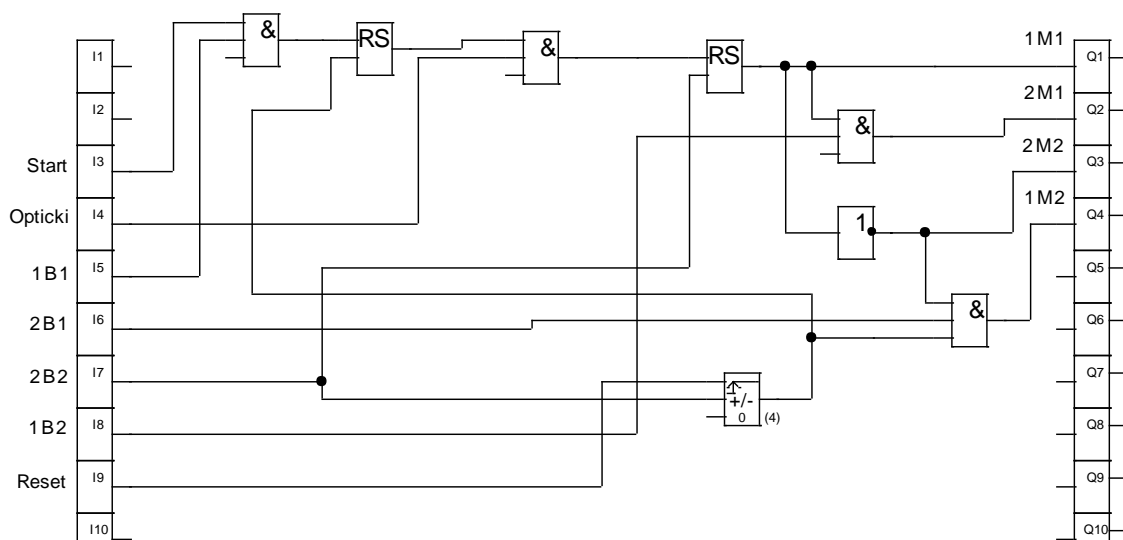 & RS & RS 1M1
I1 Q1
2M1
I2 & Q2
2M2
Start I3 Q3
1M2
Opticki I4 1 Q4
1B1 I5 Q5
2B1 I6 & Q6
2B2 I7 Q7
+/-
0 (4)
1B2 I8 Q8
Reset I9 Q9
I10 Q10